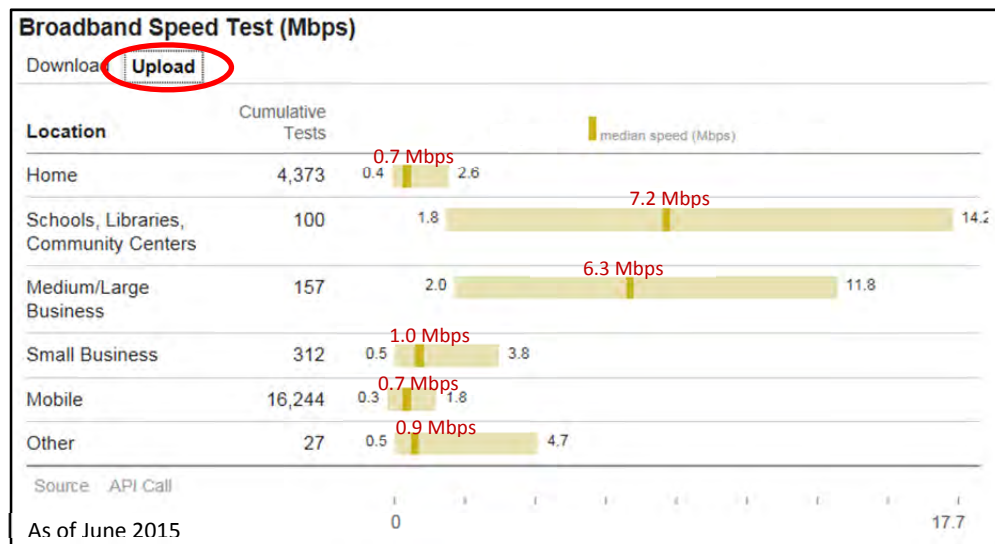 Broadband Speed Test (Mbps)
Download Upload
Cumulative
Location Tests median speed (Mbps)
0.7 Mbps
Home 4,373 0.4 2.6
7.2 Mbps
Schools, Libraries, 100 1.8 14.2
Community Centers
6.3 Mbps
Medium/Large 157 2.0 11.8
Business
1.0 Mbps
Small Business 312 0.5 3.8
0.7 Mbps
Mobile 16,244 0.3 1.8
0.9 Mbps
Other 27 0.5 4.7
Source API Call
0 17.7
As of June 2015